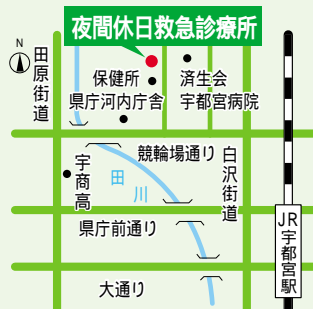 夜間休日救急診療所
N
田原街道
保健所
県庁河内庁舎
済生会
宇都宮病院
競輪場通り
白沢街道
宇商高
田川
県庁前通り
JR宇都宮駅
大通り